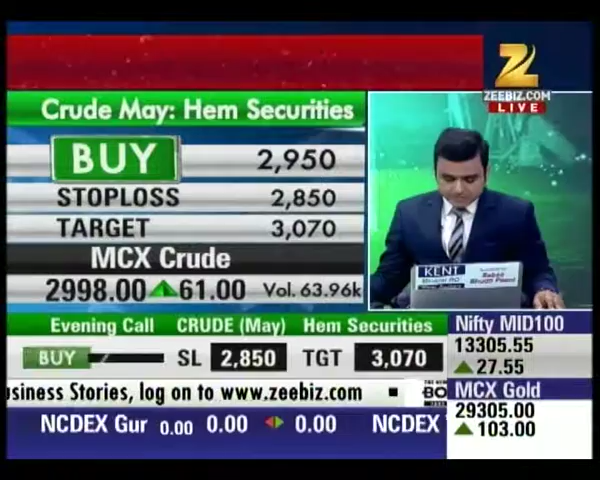 Z
ZEEBIZ.COM
LIVE
Crude May: Hem Securities
BUY 2,950
STOPLOSS 2,850
TARGET 3,070
MCX Crude
2998.00 61.00 Vol. 63.96k
KENT
Mineral RO
Evening Call CRUDE (May) Hem Securities
BUY SL 2,850 TGT 3,070
usiness Stories, log on to www.zeebiz.com
Nifty MID100
13305.55
27.55
MCX Gold
29305.00
103.00
NCDEX Gur 0.00 0.00 0.00 NCDEX